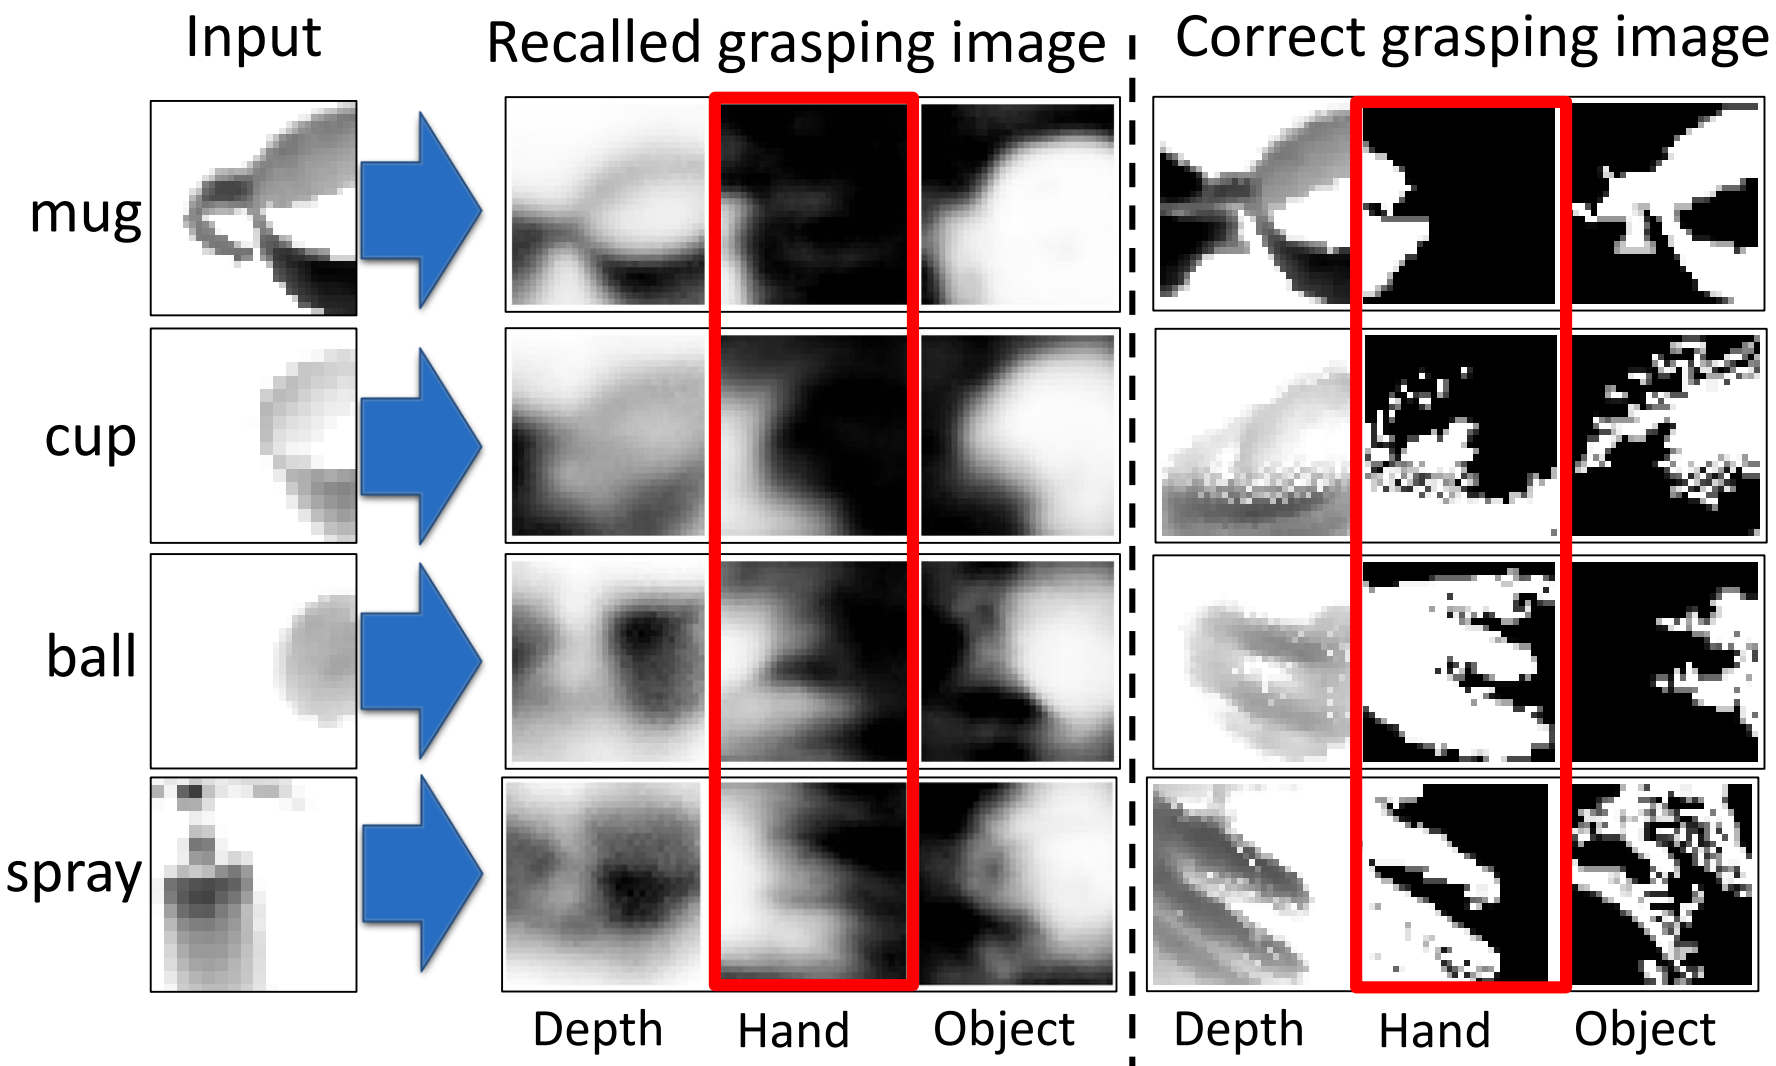 Input
Recalled grasping image
Correct grasping image
mug
cup
ball
spray
Depth
Hand
Object
Depth
Hand
Object